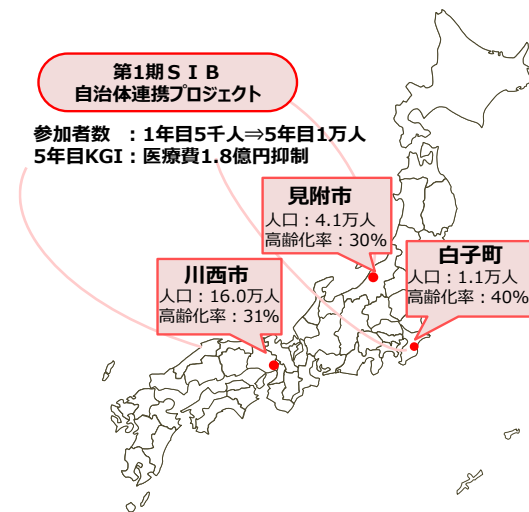 第1期ＳＩＢ
自治体連携プロジェクト
参加者数 ：1年目5千人⇒5年目1万人
5年目KGI：医療費1.8億円抑制
見附市
人口：4.1万人
高齢化率：30%
白子町
人口：1.1万人
高齢化率：40%
川西市
人口：16.0万人
高齢化率：31%